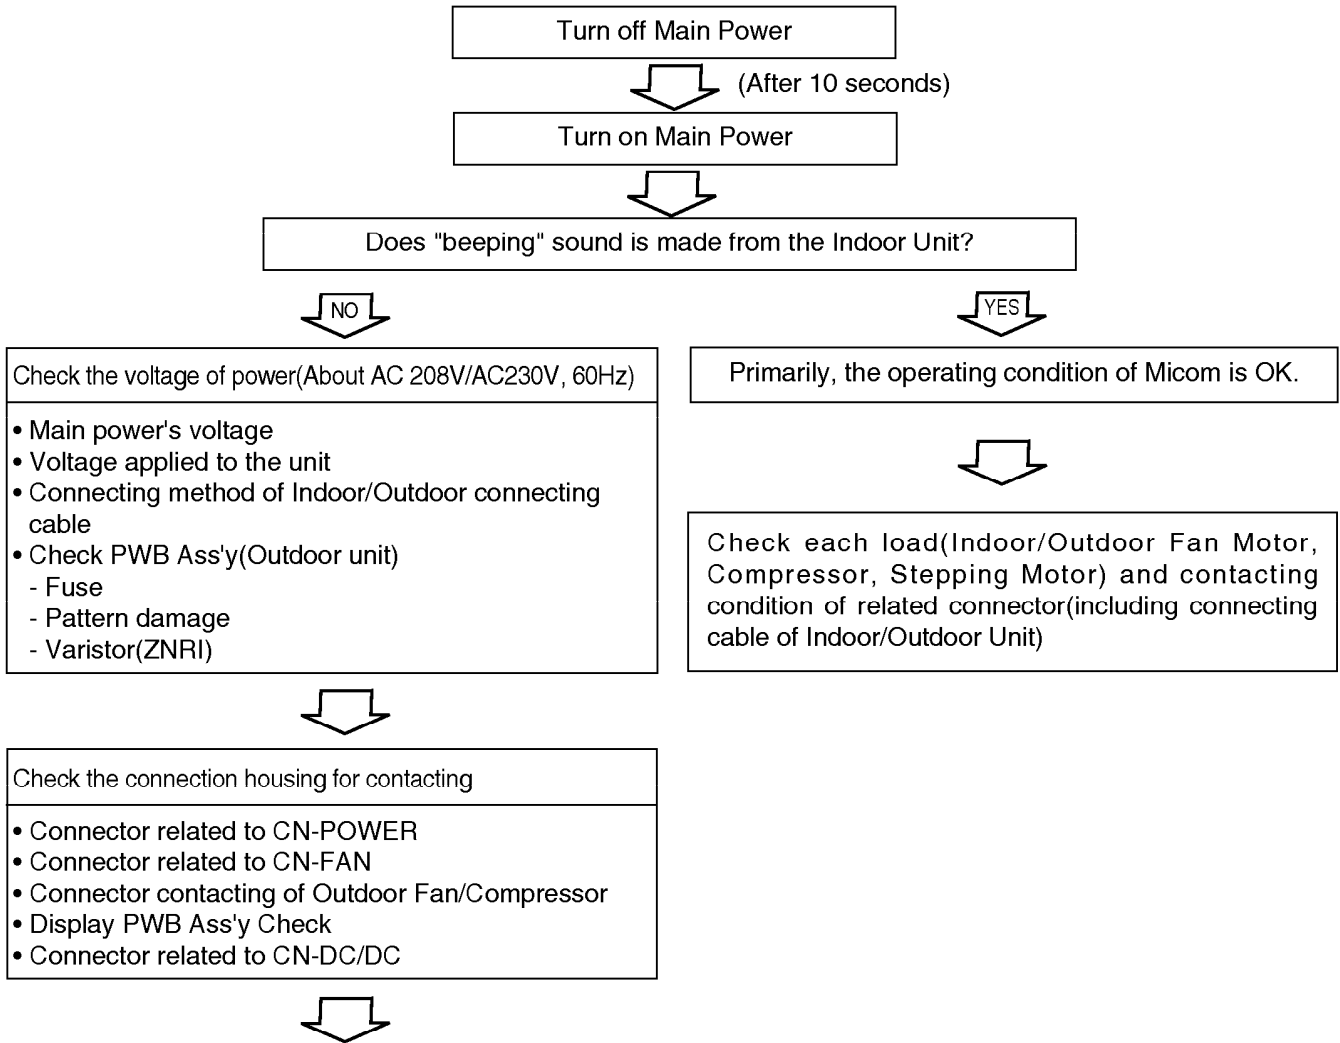 Turn off Main Power
(After 10 seconds)
Turn on Main Power
Does "beeping" sound is made from the Indoor Unit?
NO
YES
Check the voltage of power(About AC 208V/AC230V, 60Hz)
• Main power's voltage
• Voltage applied to the unit
• Connecting method of Indoor/Outdoor connecting
cable
• Check PWB Ass'y(Outdoor unit)
- Fuse
- Pattern damage
- Varistor(ZNRI)
Primarily, the operating condition of Micom is OK.
Check each load(Indoor/Outdoor Fan Motor,
Compressor, Stepping Motor) and contacting
condition of related connector(including connecting
cable of Indoor/Outdoor Unit)
Check the connection housing for contacting
• Connector related to CN-POWER
• Connector related to CN-FAN
• Connector contacting of Outdoor Fan/Compressor
• Display PWB Ass'y Check
• Connector related to CN-DC/DC